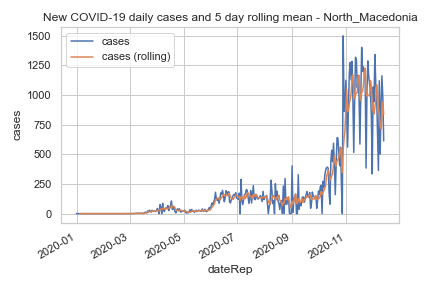 New COVID-19 daily cases and 5 day rolling mean - North_Macedonia
cases
cases (rolling)
cases
1500
1250
1000
750
500
250
0
2020-01
2020-03
2020-05
2020-07
2020-09
2020-11
dateRep